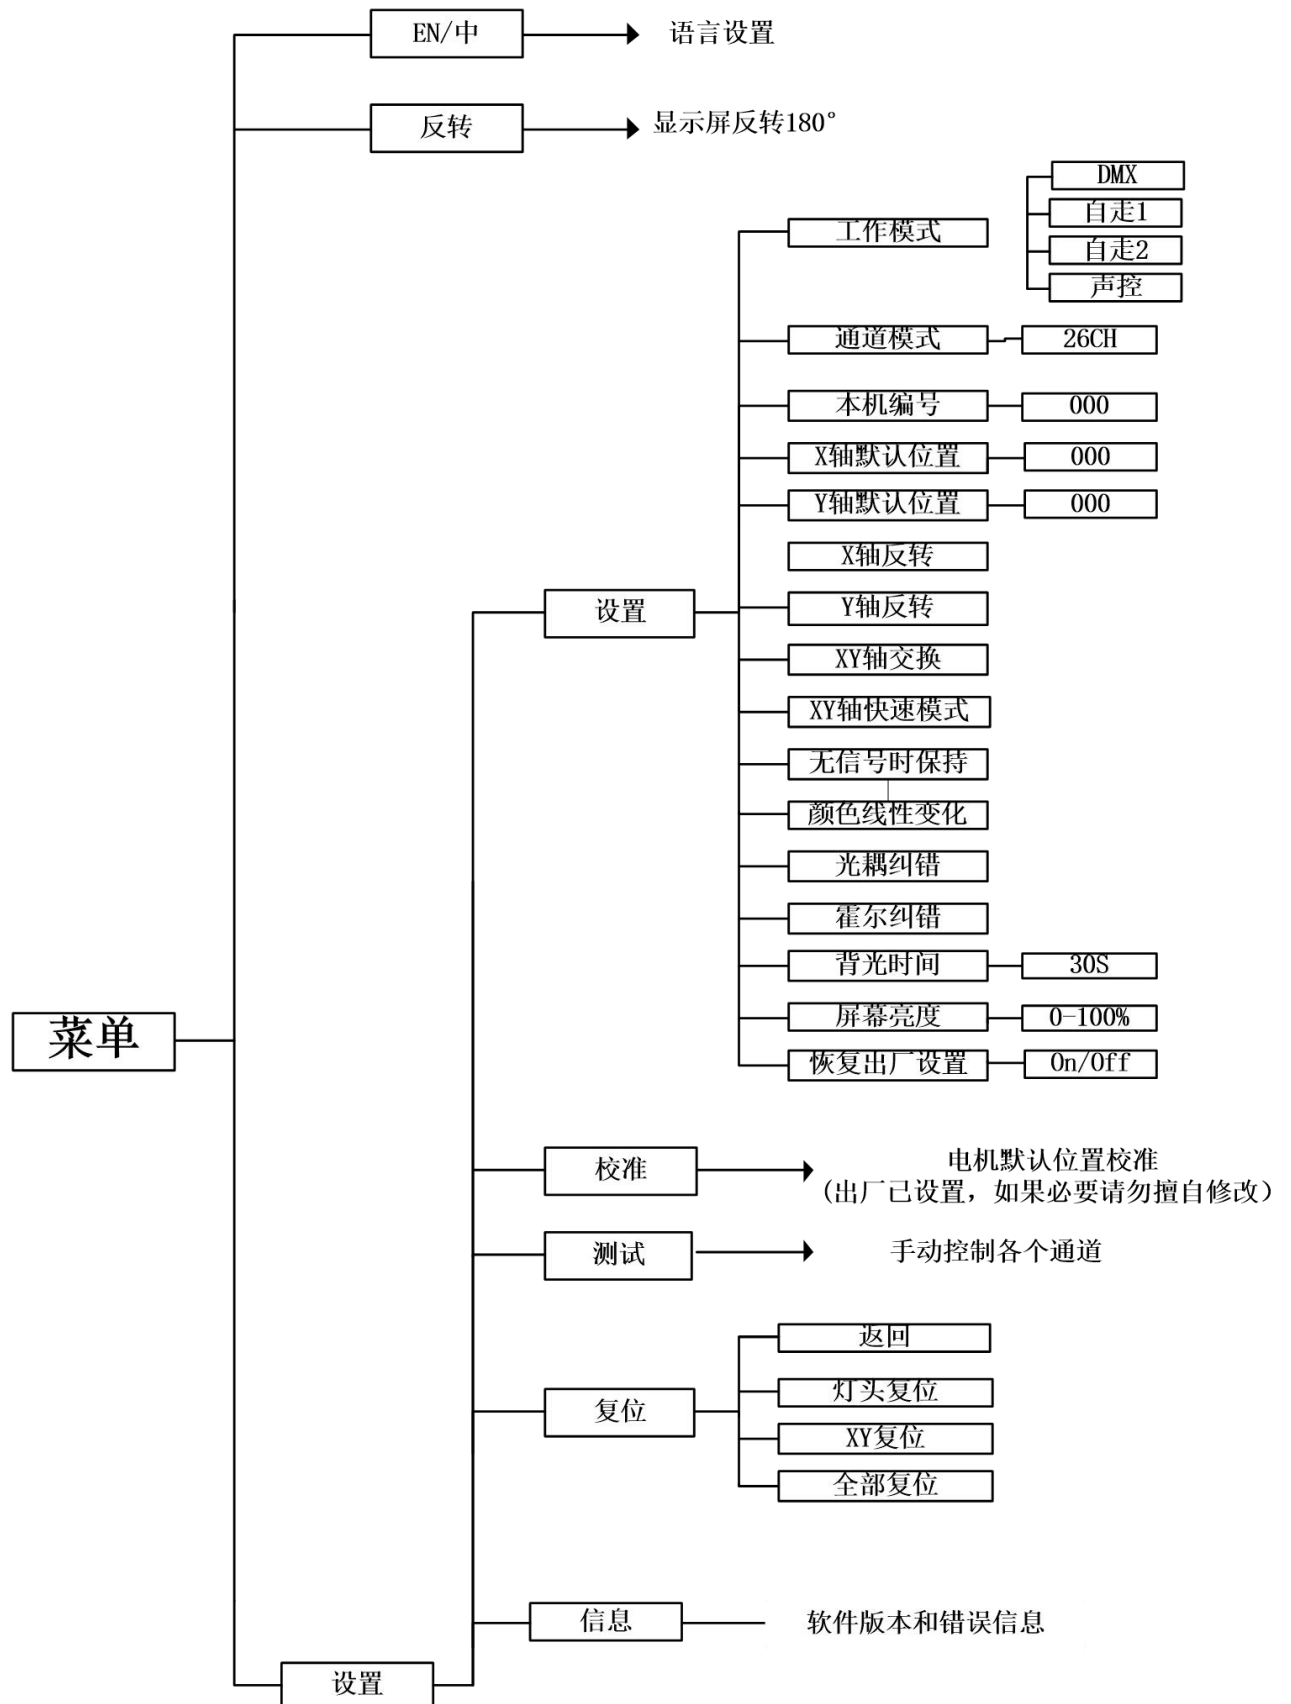 EN/中
语言设置
反转
显示屏反转180°
工作模式
DMX
自走1
自走2
声控
通道模式
26CH
本机编号
000
X轴默认位置
000
Y轴默认位置
000
X轴反转
设置
Y轴反转
XY轴交换
XY轴快速模式
无信号时保持
颜色线性变化
光耦纠错
霍尔纠错
背光时间
30S
屏幕亮度
0-100%
恢复出厂设置
On/Off
菜单
校准
电机默认位置校准
(出厂已设置，如果必要请勿擅自修改）
测试
手动控制各个通道
复位
返回
灯头复位
XY复位
全部复位
信息
软件版本和错误信息
设置